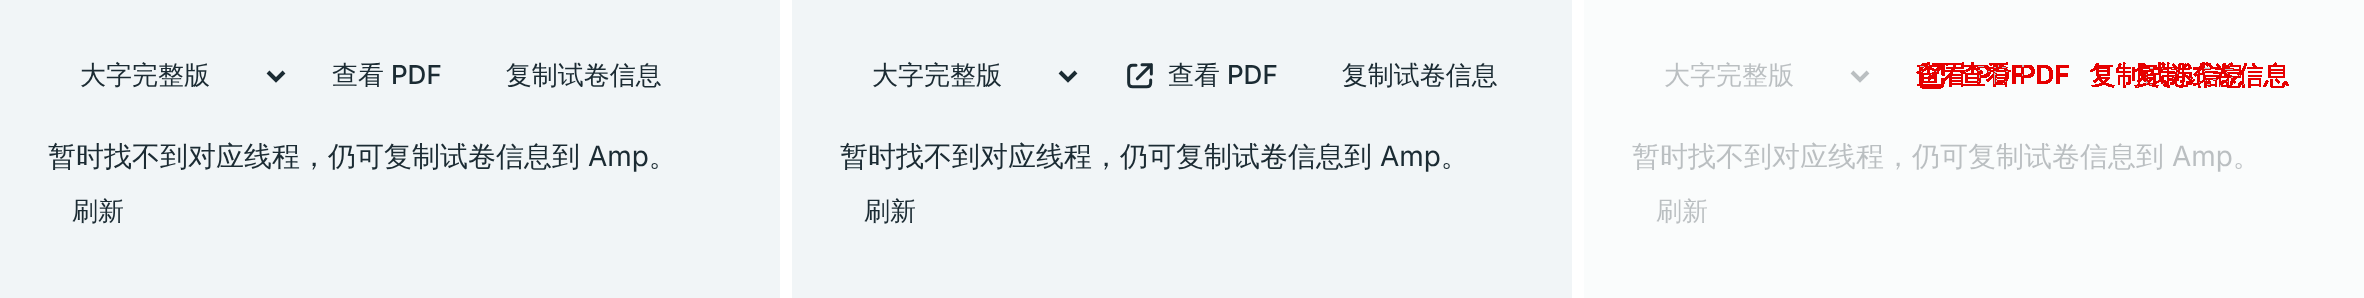 大字完整版 查看 PDF 复制试卷信息 大字完整版 查看 PDF 复制试卷信息 大字完整版
暂时找不到对应线程，仍可复制试卷信息到 Amp。 暂时找不到对应线程，仍可复制试卷信息到 Amp。 暂时找不到对应线程，仍可复制试卷信息到 Amp。
刷新 刷新 刷新